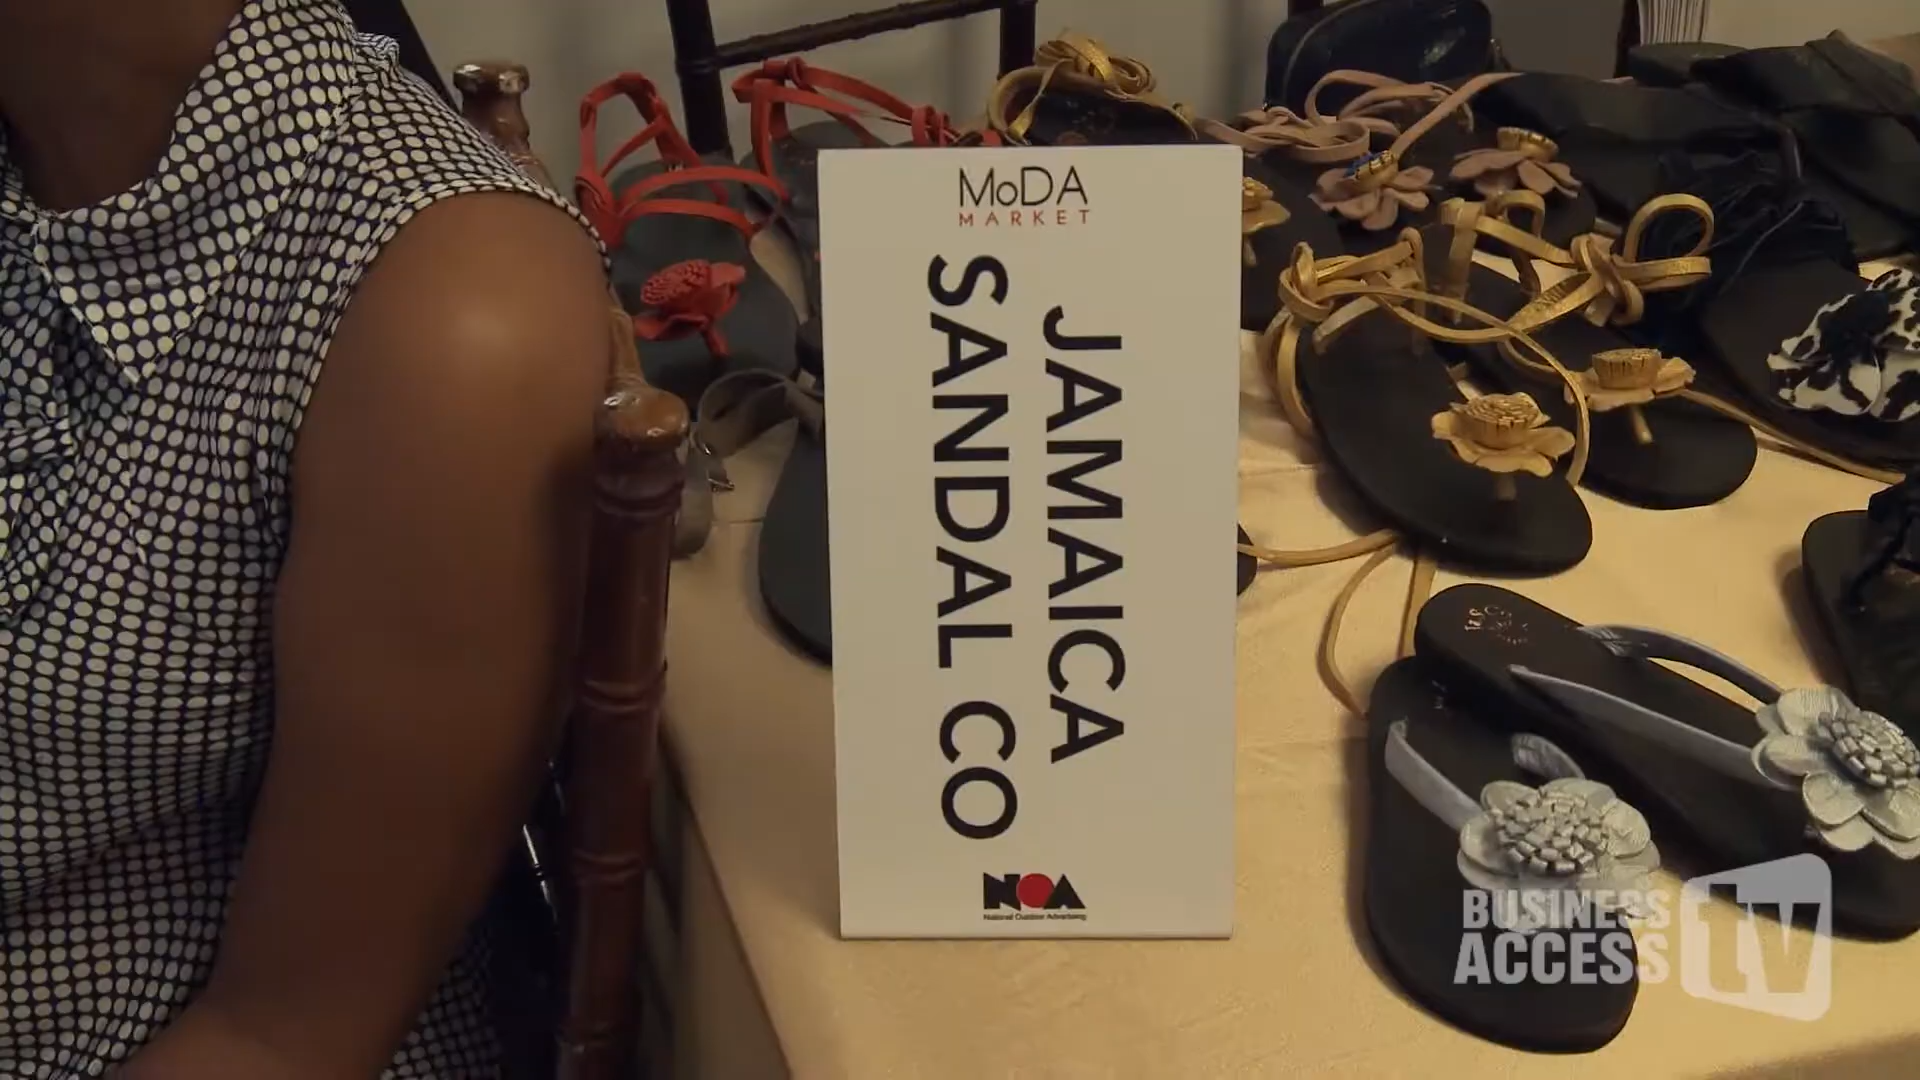 MoDA
MARKET
JAMAICA
SANDAL CO
NOA
National Outdoor Advertising
BUSINESS
ACCESS
tv